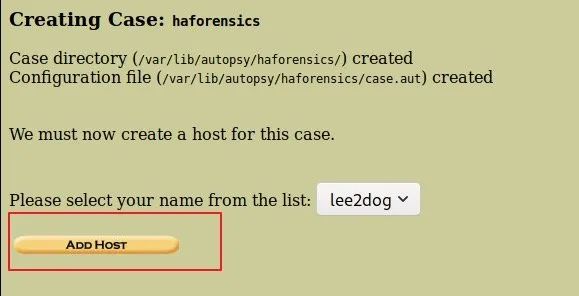 Creating Case: haforensics
Case directory (/var/lib/autopsy/haforensics/) created
Configuration file (/var/lib/autopsy/haforensics/case.aut) created
We must now create a host for this case.
Please select your name from the list: lee2dog
ADD HOST